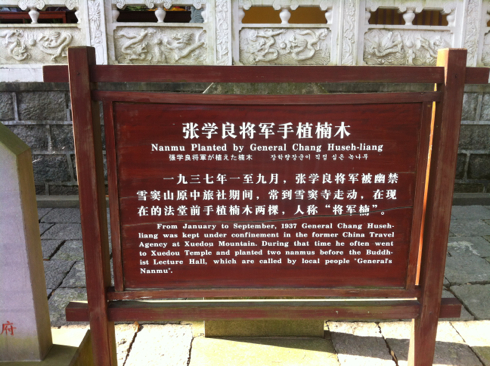 张学良将军手植楠木
Nanmu Planted by General Chang Hsueh-liang
張学良将軍が植えた楠木 장학량장군이 직접 심은 녹나무
一九三七年一至九月，张学良将军被幽禁
雪窦山原中旅社期间，常到雪窦寺走动，在现
在的法堂前手植楠木两棵，人称“将军楠”。
From January to September, 1937 General Chang Hsueh-
liang was kept under confinement in the former China Travel
Agency at Xuedou Mountain. During that time he often went
to Xuedou Temple and planted two nanmus before the Buddh-
ist Lecture Hall, which are called by local people "General's
Nanmu".
府